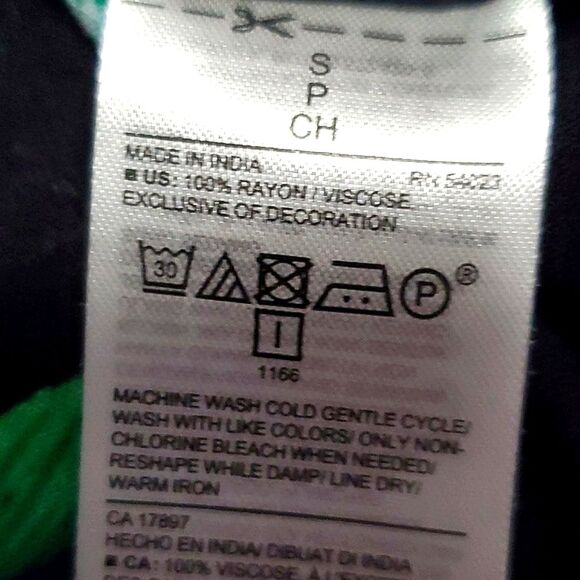 S
P
CH
MADE IN INDIA RN 54023
US: 100% RAYON / VISCOSE
EXCLUSIVE OF DECORATION
30 P ®
I
1166
MACHINE WASH COLD GENTLE CYCLE/
WASH WITH LIKE COLORS/ ONLY NON-
CHLORINE BLEACH WHEN NEEDED/
RESHAPE WHILE DAMP/ LINE DRY/
WARM IRON
CA 17897
HECHO EN INDIA/ DIBUAT DI INDIA
CA: 100% VISCOSE, À